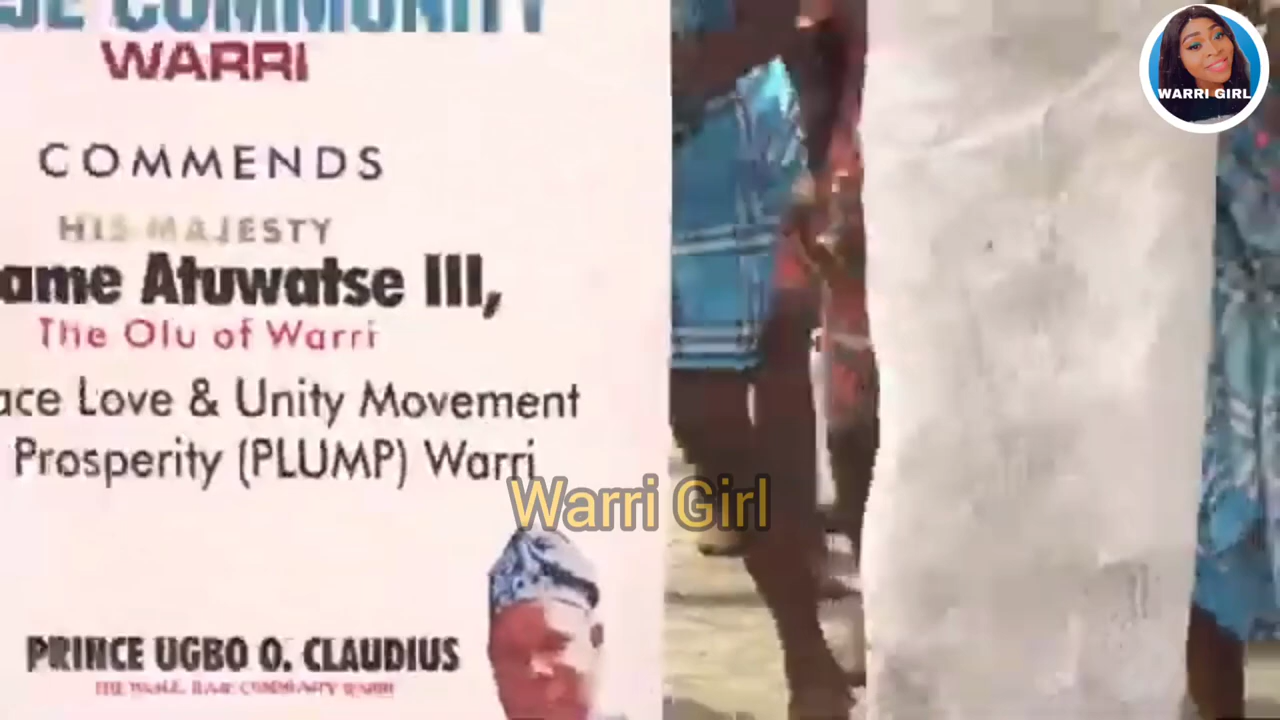 COMMUNITY
WARRI
COMMENDS
HIS MAJESTY
ame Atuwatse III,
The Olu of Warri
ace Love & Unity Movement
Prosperity (PLUMP) Warri
PRINCE UGBO O. CLAUDIUS
Warri Girl
WARRI GIRL